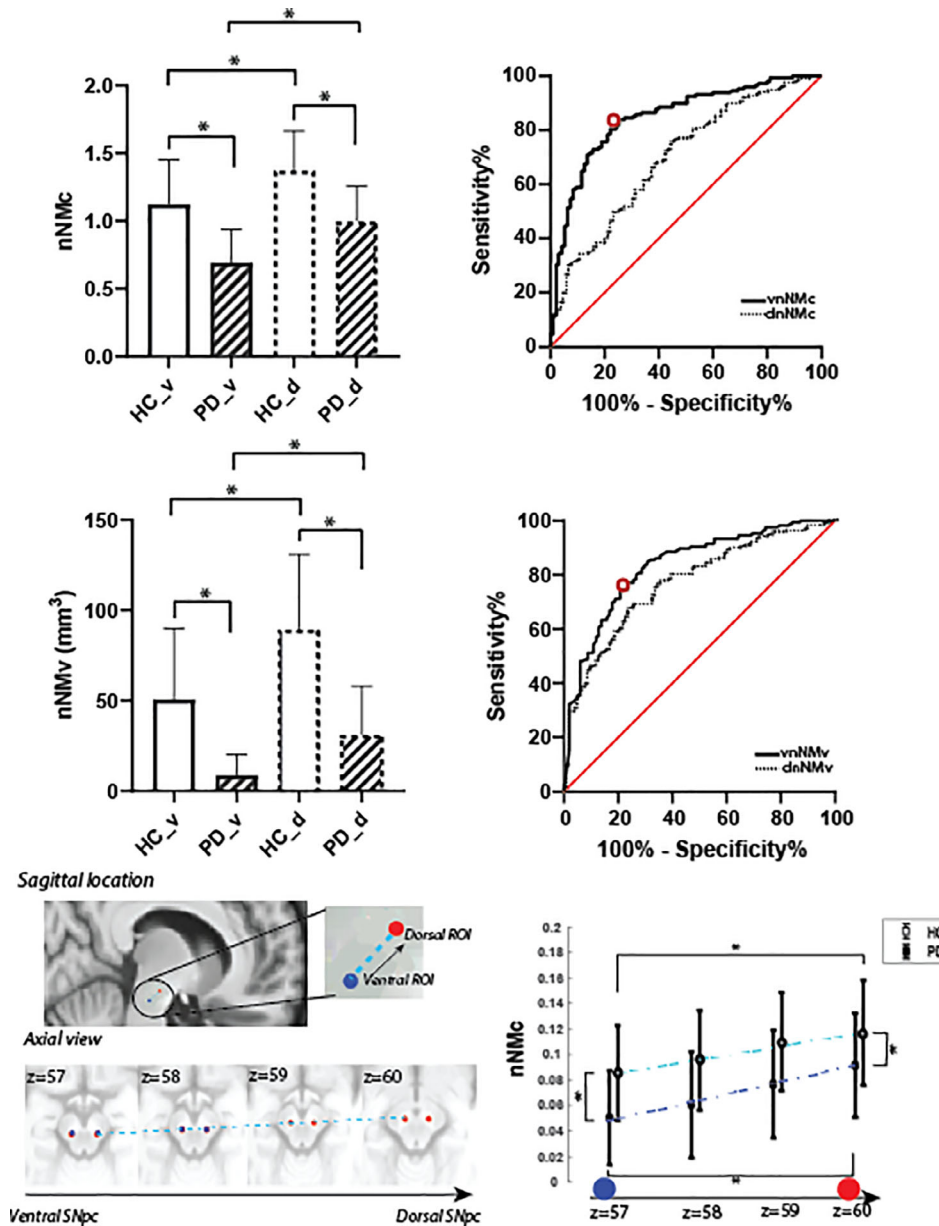 *
*
*
*
2.0
1.5
1.0
0.5
0.0
nNMc
HC_v
PD_v
HC_d
PD_d
100
80
60
40
20
0
Sensitivity%
vnNMc
dnNMc
0 20 40 60 80 100
100% - Specificity%
*
*
*
*
150
100
50
0
nNMv (mm³)
HC_v
PD_v
HC_d
PD_d
100
80
60
40
20
0
Sensitivity%
vnNMv
dnNMv
0 20 40 60 80 100
100% - Specificity%
Sagittal location
Dorsal ROI
Ventral ROI
Axial view
z=57 z=58 z=59 z=60
Ventral SNpc Dorsal SNpc
HC
PD
0.2
0.18
0.16
0.14
0.12
0.1
0.08
0.06
0.04
0.02
0
nNMc
*
*
*
*
z=57 z=58 z=59 z=60